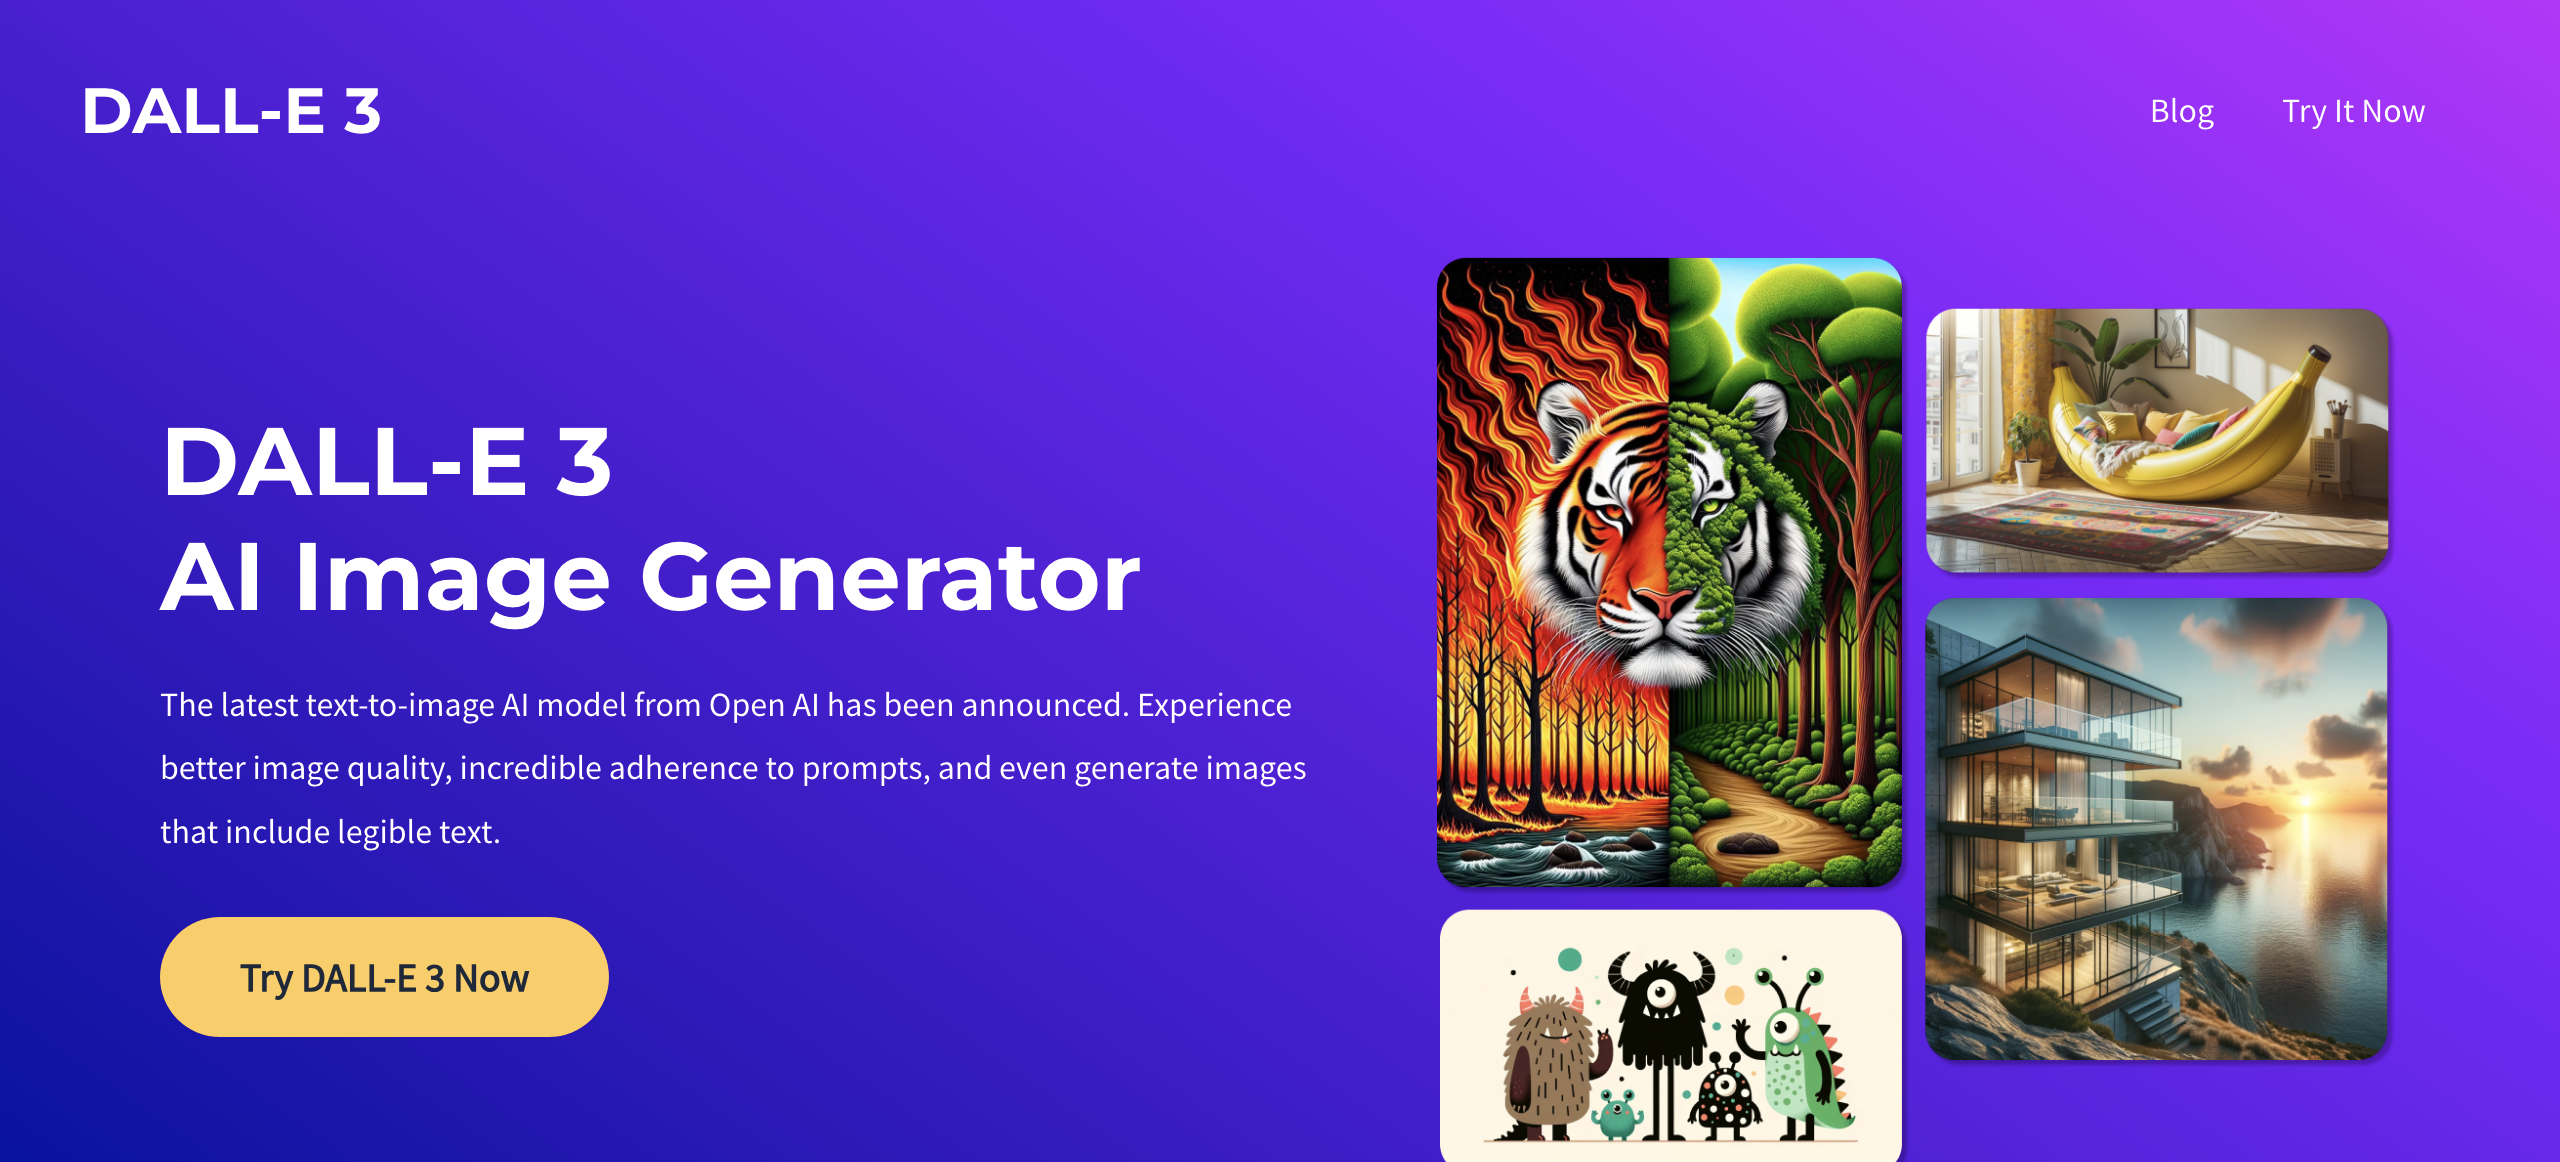 DALL-E 3
Blog
Try It Now
DALL-E 3
AI Image Generator
The latest text-to-image AI model from Open AI has been announced. Experience
better image quality, incredible adherence to prompts, and even generate images
that include legible text.
Try DALL-E 3 Now